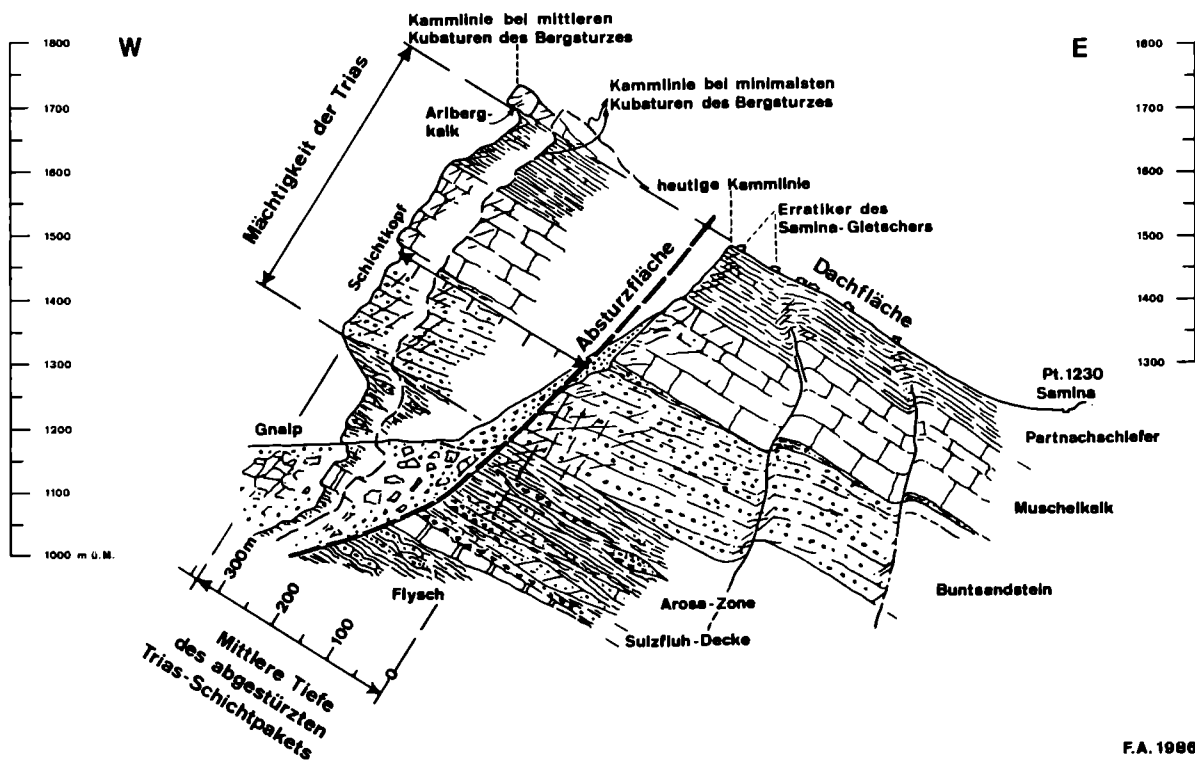 Kammlinie bei mittleren
Kubaturen des Bergsturzes
1800
W
E
1800
Kammlinie bei minimalsten
Kubaturen des Bergsturzes
Mächtigkeit der Trias
1700
Arlberg-
kalk
1700
1600
1600
heutige Kammlinie
Erratiker des
Samina-Gletschers
1500
Schichtkopf
Absturzfläche
Dachfläche
1500
1400
1400
1300
1300
Pt. 1230
Samina
1200
Gnalp
Partnachschiefer
1100
Muschelkalk
1000 m ü.M.
300m
200
100
0
Flysch
Arosa-Zone
Buntsandstein
Sulzfluh-Decke
Mittlere Tiefe
des abgestürzten
Trias-Schichtpakets
F.A. 1986